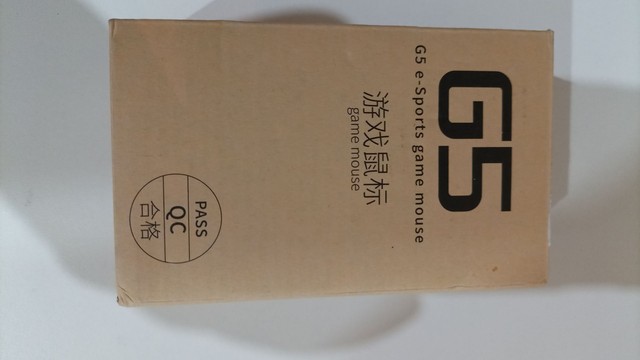 G5
G5 e-Sports game mouse
游戏鼠标
game mouse
PASS
QC
合格